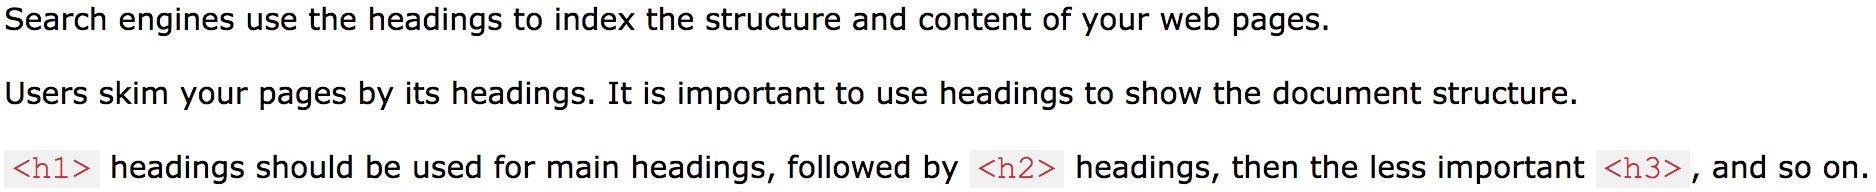 Search engines use the headings to index the structure and content of your web pages.
Users skim your pages by its headings. It is important to use headings to show the document structure.
<h1> headings should be used for main headings, followed by <h2> headings, then the less important <h3>, and so on.